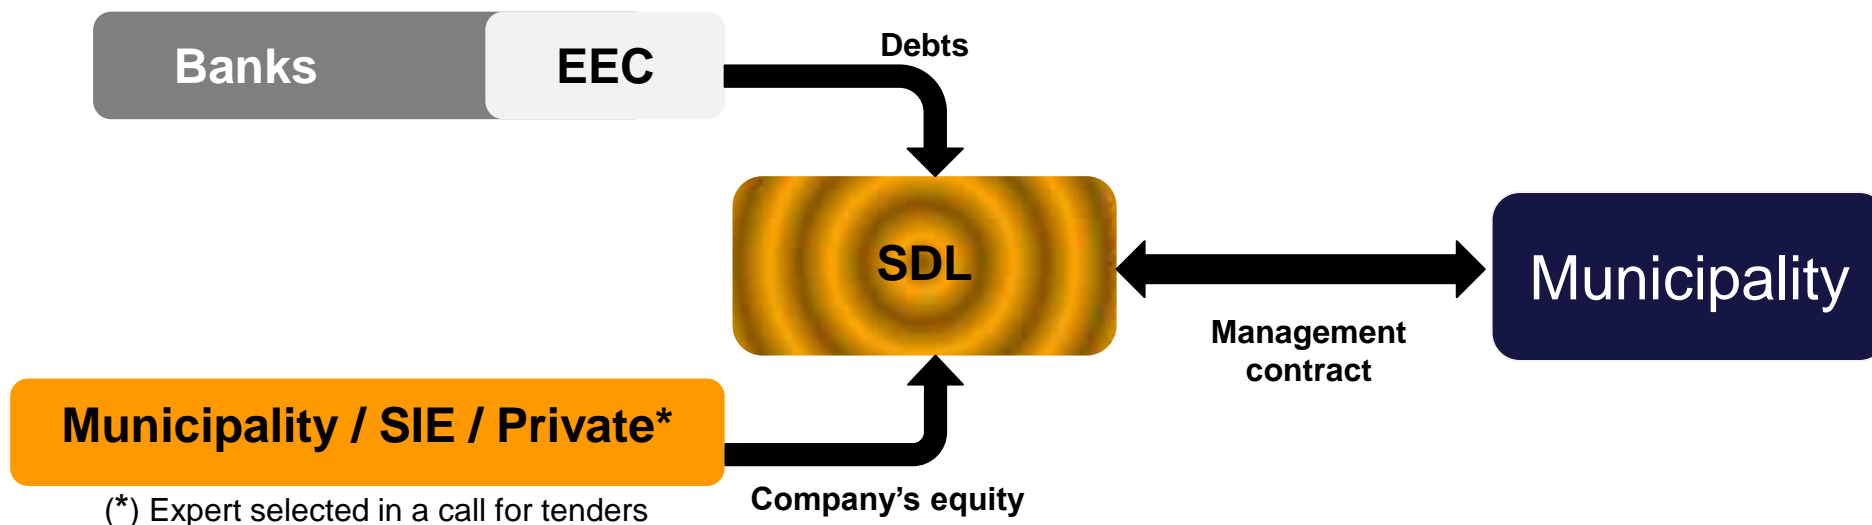 Banks
EEC
Debts
SDL
Municipality
Management
contract
Municipality / SIE / Private*
(*) Expert selected in a call for tenders
Company’s equity